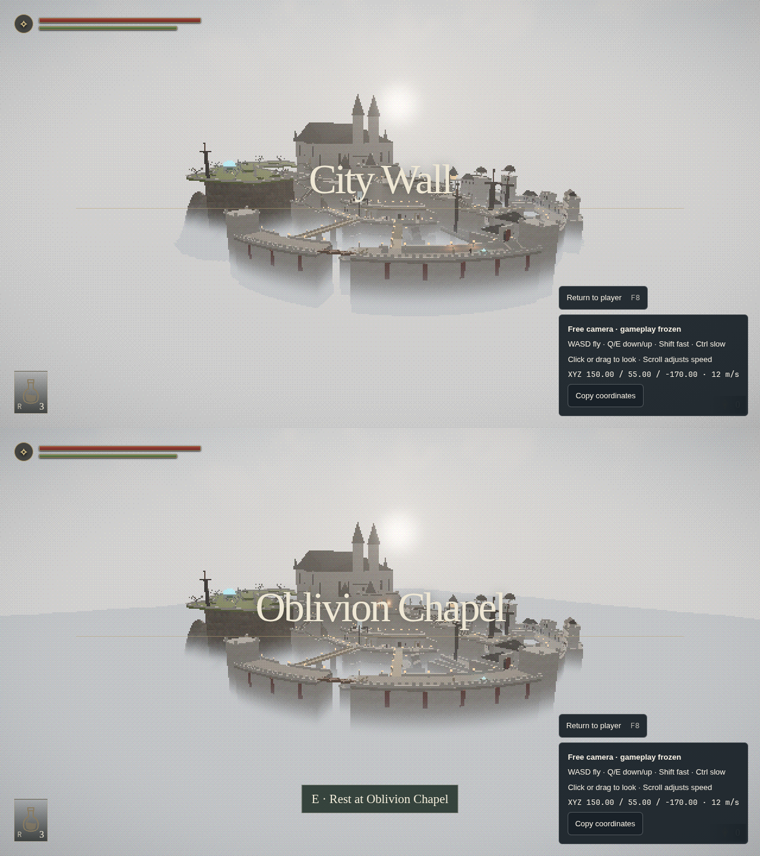 City Wall
Return to player F8
Free camera · gameplay frozen
WASD fly · Q/E down/up · Shift fast · Ctrl slow
Click or drag to look · Scroll adjusts speed
XYZ 150.00 / 55.00 / -170.00 · 12 m/s
Copy coordinates
R 3
Oblivion Chapel
Return to player F8
Free camera · gameplay frozen
WASD fly · Q/E down/up · Shift fast · Ctrl slow
Click or drag to look · Scroll adjusts speed
XYZ 150.00 / 55.00 / -170.00 · 12 m/s
E · Rest at Oblivion Chapel
Copy coordinates
R 3